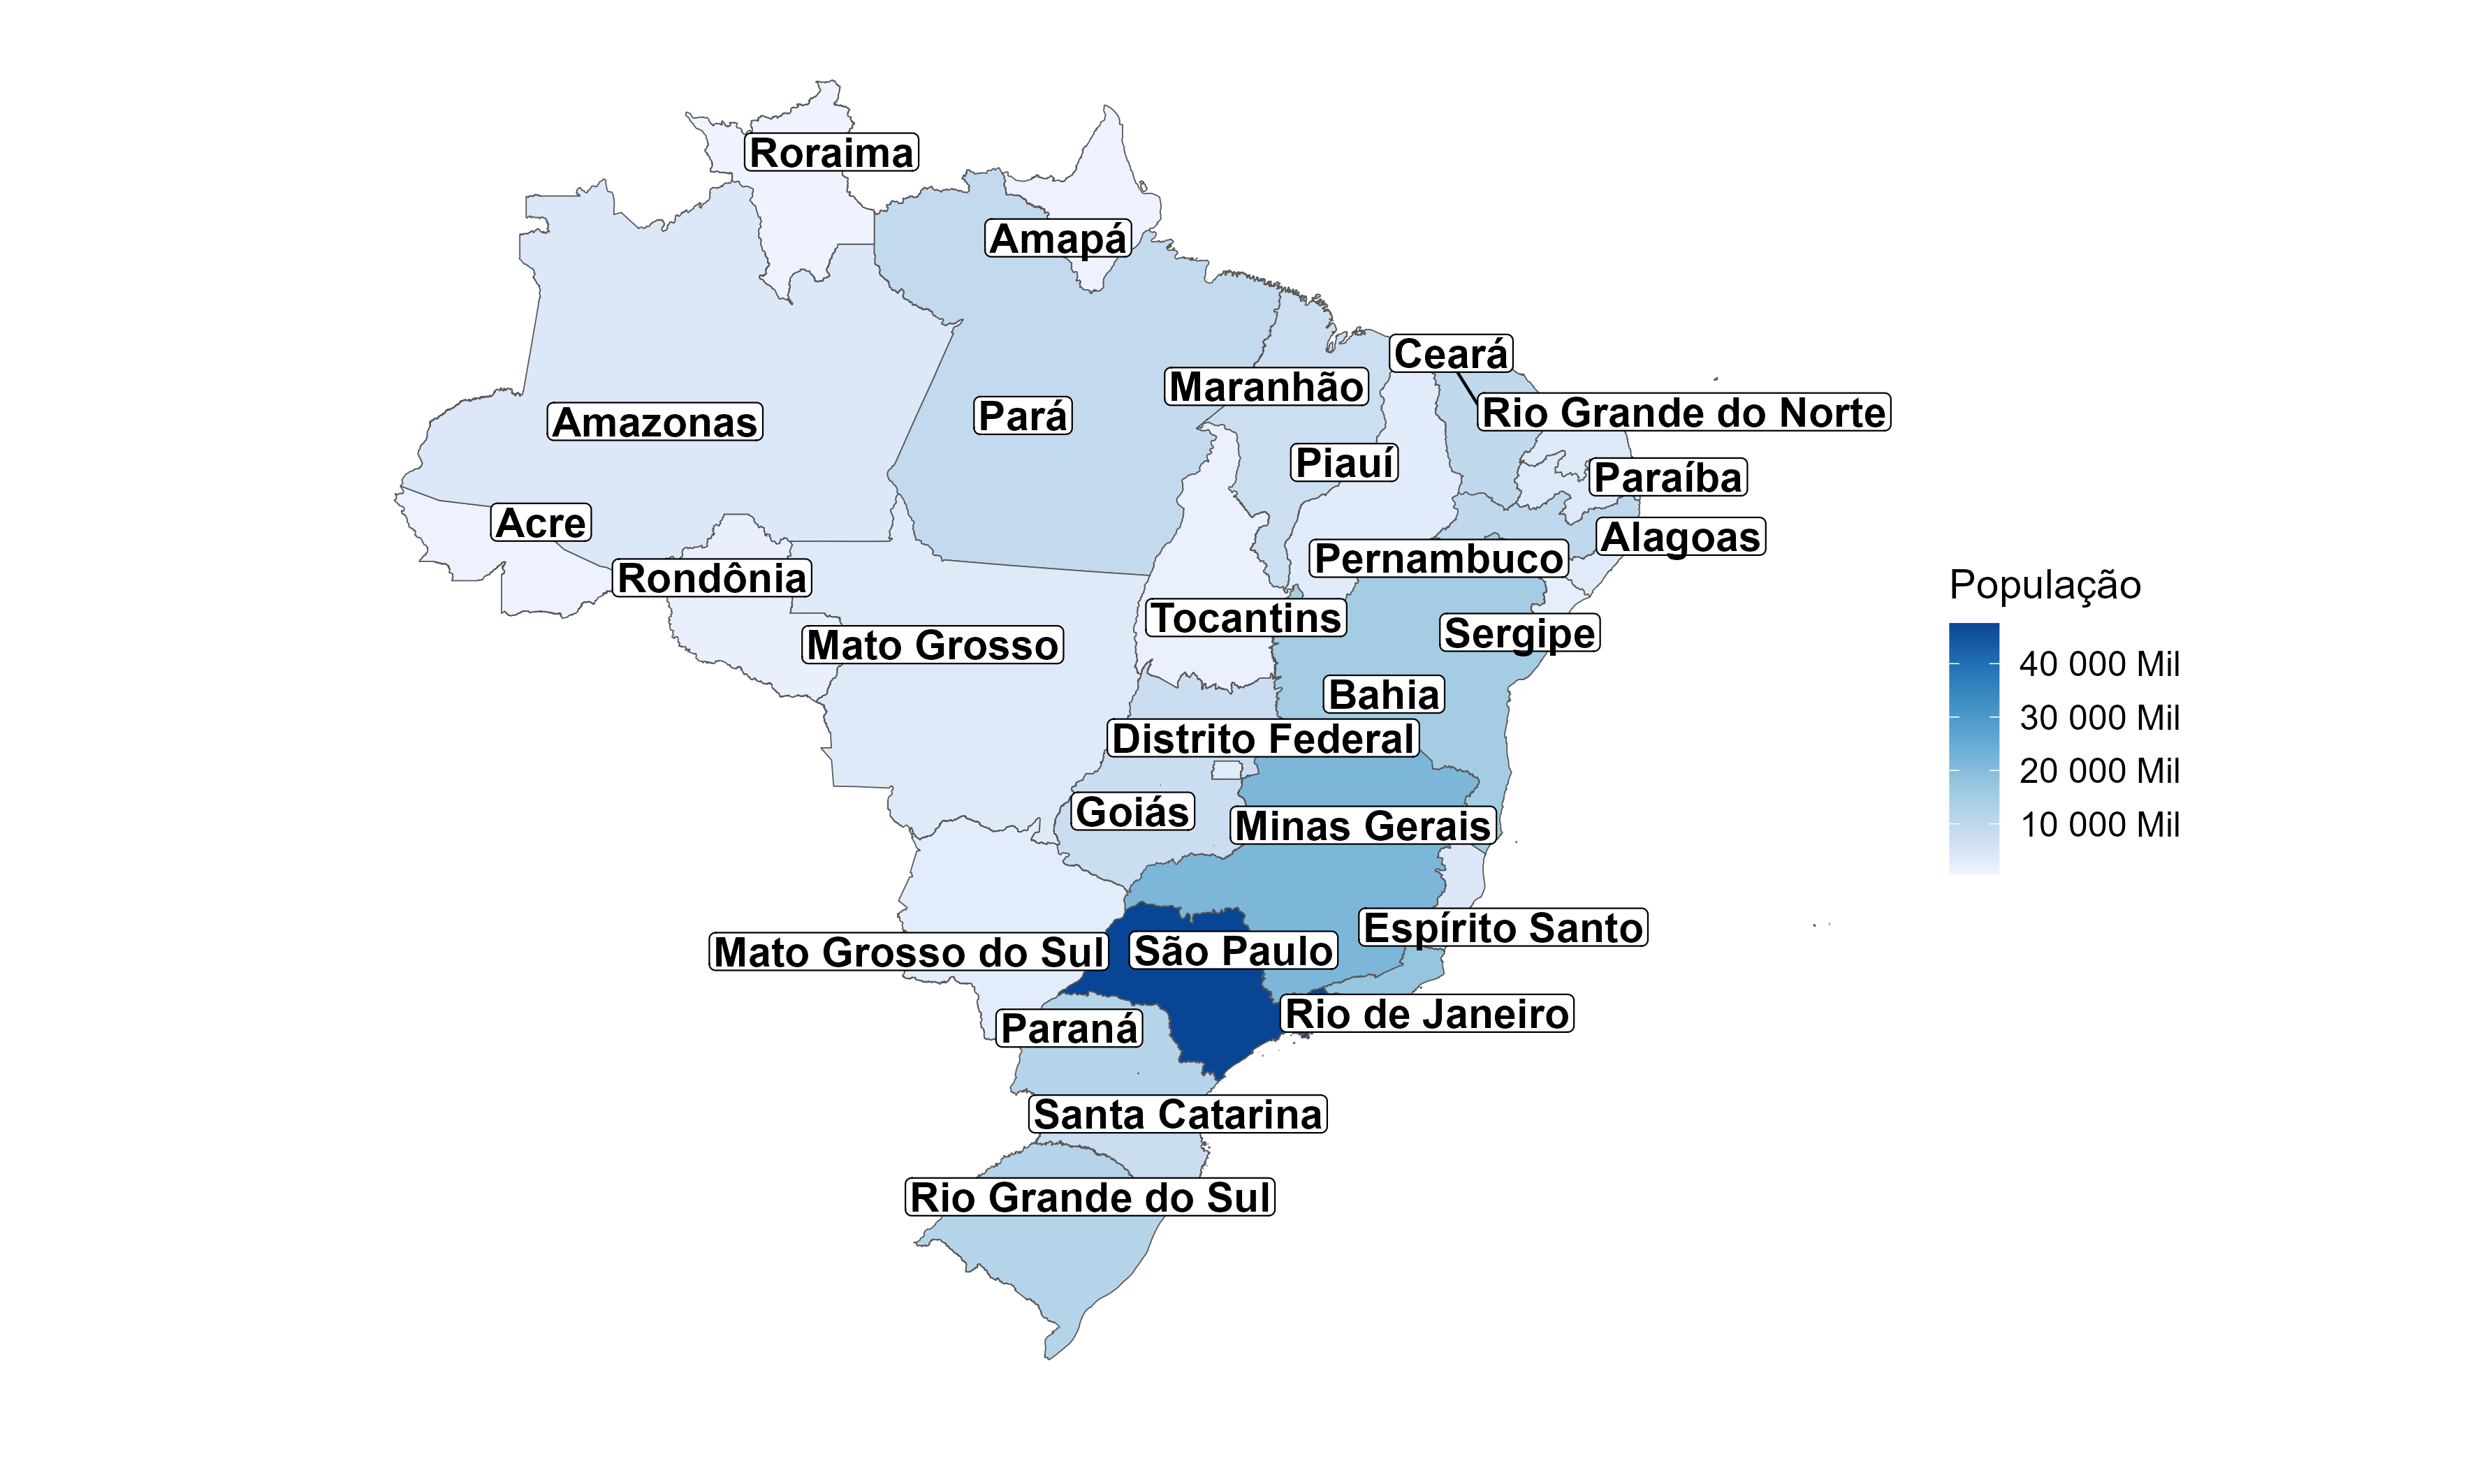 Roraima
Amapá
Ceará
Maranhão
Rio Grande do Norte
Pará
Amazonas
Piauí
Paraíba
Acre
Alagoas
Pernambuco
Rondônia
Tocantins
Sergipe
Mato Grosso
Bahia
Distrito Federal
Goiás
Minas Gerais
Espírito Santo
Mato Grosso do Sul
São Paulo
Rio de Janeiro
Paraná
Santa Catarina
Rio Grande do Sul
População
40 000 Mil
30 000 Mil
20 000 Mil
10 000 Mil